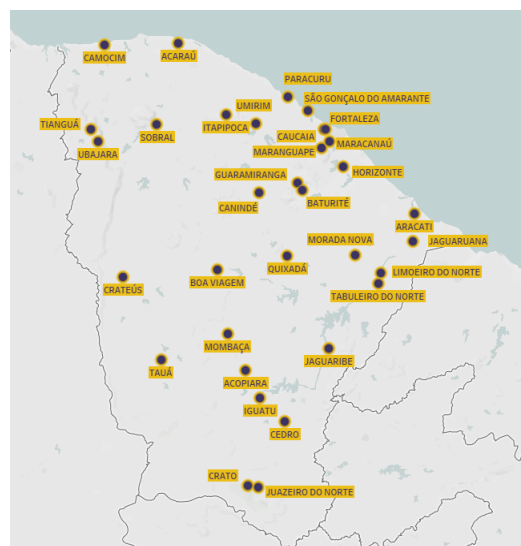 CAMOCIM
ACARAÚ
PARACURU
SÃO GONÇALO DO AMARANTE
UMIRIM
FORTALEZA
TIANGUÁ
ITAPIPOCA
SOBRAL
CAUCAIA
MARACANAÚ
UBAJARA
MARANGUAPE
HORIZONTE
GUARAMIRANGA
BATURITÉ
CANINDÉ
ARACATI
MORADA NOVA
JAGUARUANA
QUIXADÁ
LIMOEIRO DO NORTE
BOA VIAGEM
CRATEÚS
TABULEIRO DO NORTE
MOMBAÇA
JAGUARIBE
TAUÁ
ACOPIARA
IGUATU
CEDRO
CRATO
JUAZEIRO DO NORTE